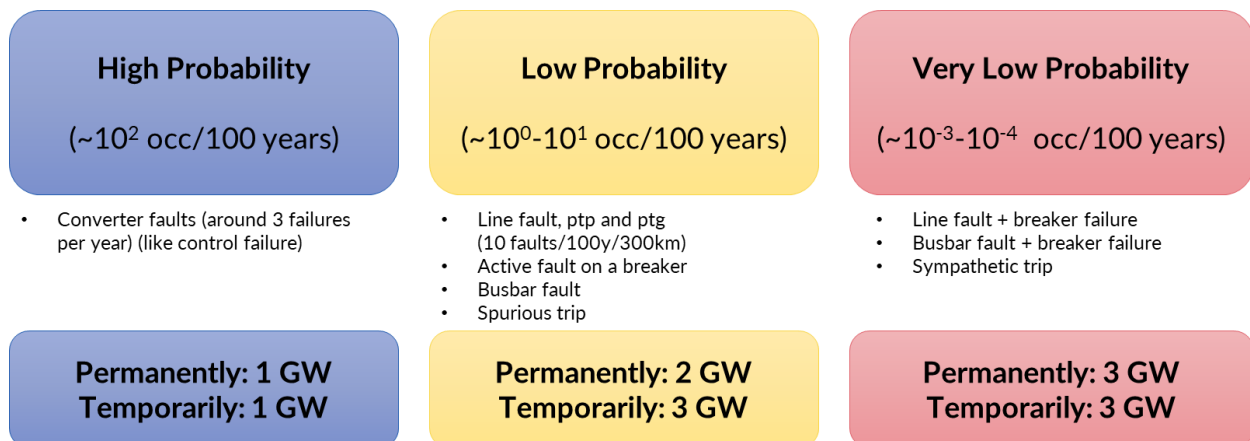 High Probability
(~10² occ/100 years)
• Converter faults (around 3 failures
per year) (like control failure)
Permanently: 1 GW
Temporarily: 1 GW
Low Probability
(~10⁰-10¹ occ/100 years)
• Line fault, ptp and ptg
(10 faults/100y/300km)
• Active fault on a breaker
• Busbar fault
• Spurious trip
Permanently: 2 GW
Temporarily: 3 GW
Very Low Probability
(~10⁻³-10⁻⁴ occ/100 years)
• Line fault + breaker failure
• Busbar fault + breaker failure
• Sympathetic trip
Permanently: 3 GW
Temporarily: 3 GW